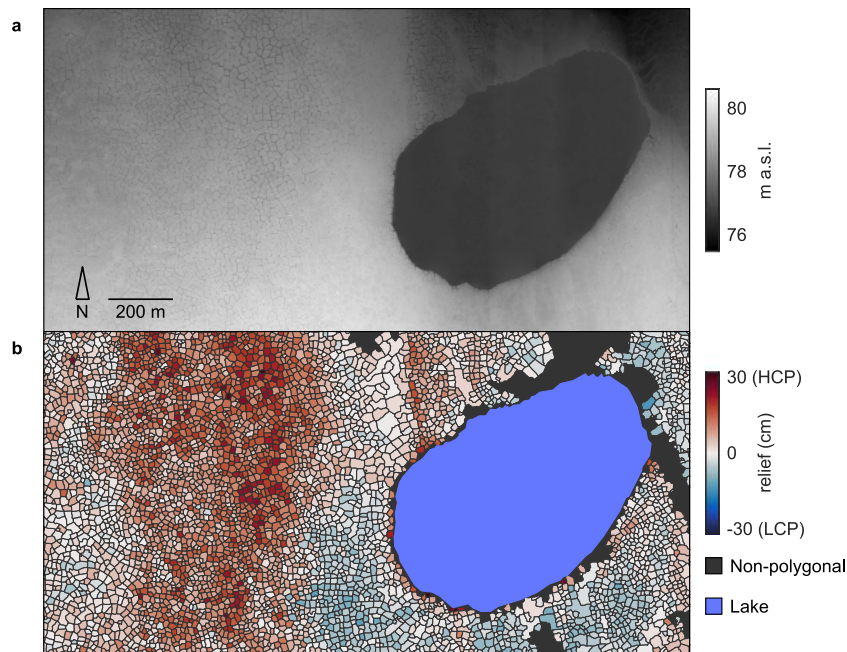 a
80
78
76
m a.s.l.
N
200 m
b
30 (HCP)
0
-30 (LCP)
relief (cm)
Non-polygonal
Lake